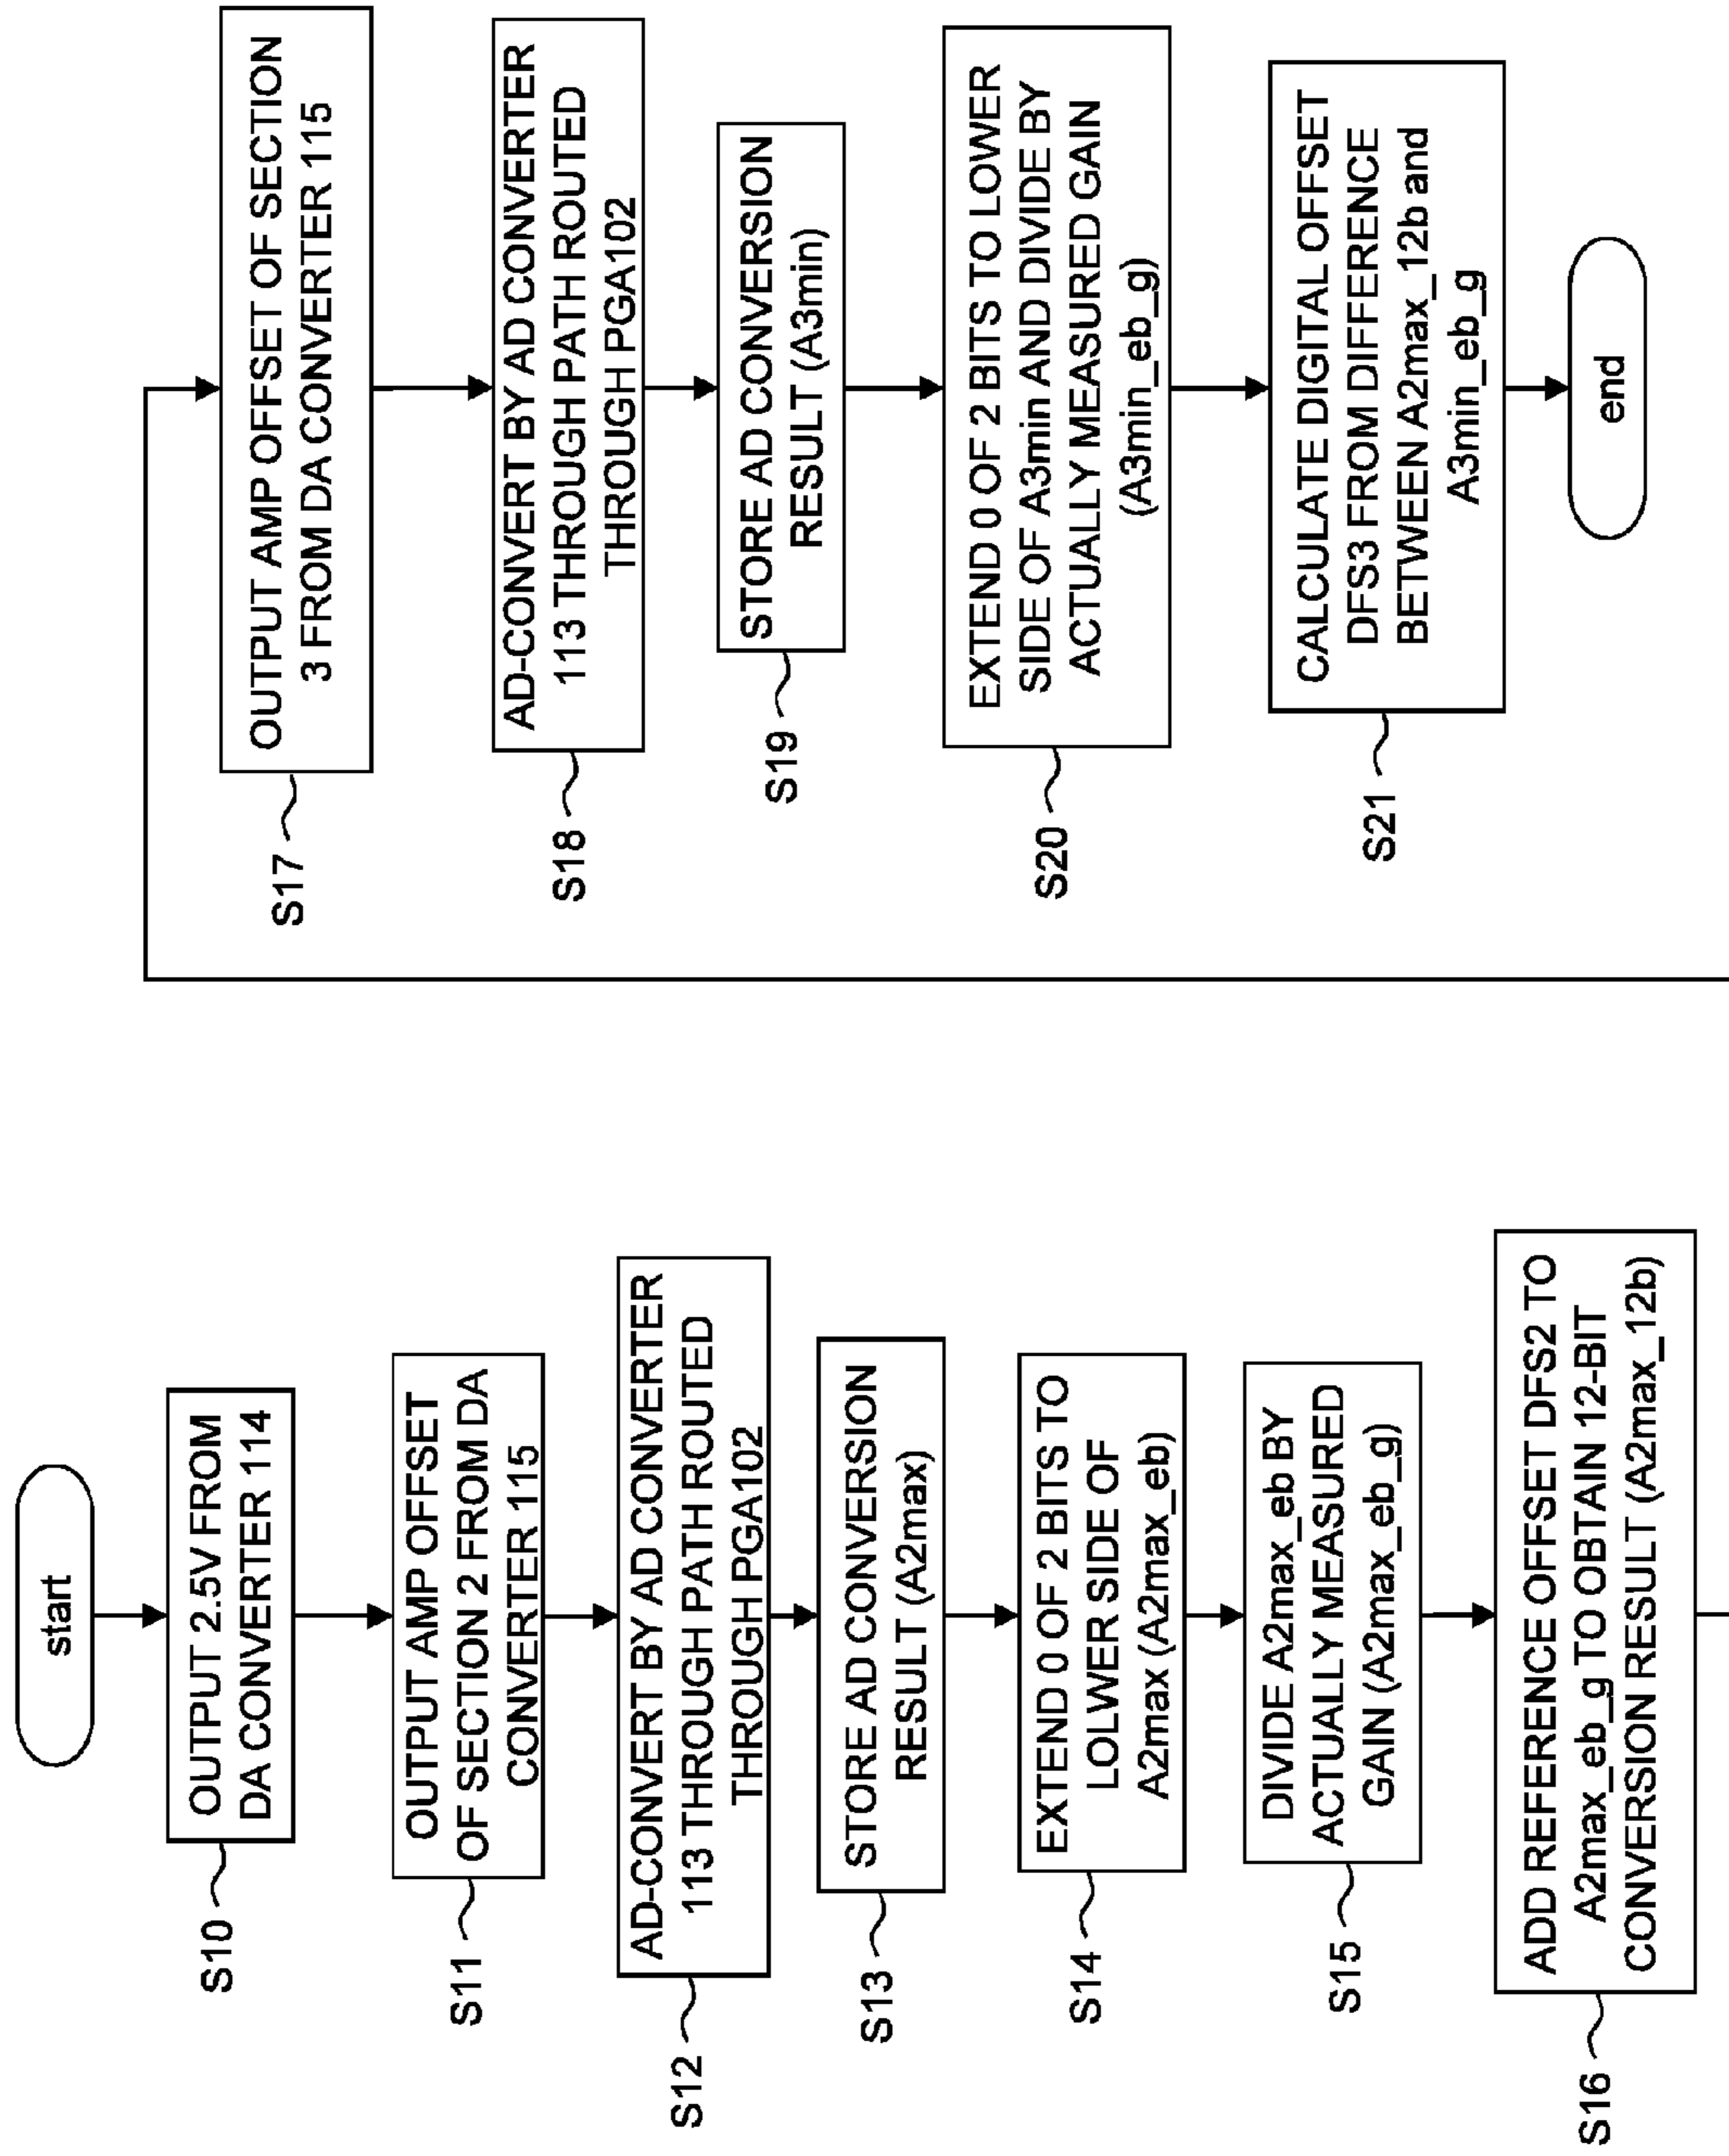 start
S10
OUTPUT 2.5V FROM
DA CONVERTER 114
S11
OUTPUT AMP OFFSET
OF SECTION 2 FROM DA
CONVERTER 115
S12
AD-CONVERT BY AD CONVERTER
113 THROUGH PATH ROUTED
THROUGH PGA102
S13
STORE AD CONVERSION
RESULT (A2max)
S14
EXTEND 0 OF 2 BITS TO
LOLWER SIDE OF
A2max (A2max_eb)
S15
DIVIDE A2max_eb BY
ACTUALLY MEASURED
GAIN (A2max_eb_g)
S16
ADD REFERENCE OFFSET DFS2 TO
A2max_eb_g TO OBTAIN 12-BIT
CONVERSION RESULT (A2max_12b)
S17
OUTPUT AMP OFFSET OF SECTION
3 FROM DA CONVERTER 115
S18
AD-CONVERT BY AD CONVERTER
113 THROUGH PATH ROUTED
THROUGH PGA102
S19
STORE AD CONVERSION
RESULT (A3min)
S20
EXTEND 0 OF 2 BITS TO LOWER
SIDE OF A3min AND DIVIDE BY
ACTUALLY MEASURED GAIN
(A3min_eb_g)
S21
CALCULATE DIGITAL OFFSET
DFS3 FROM DIFFERENCE
BETWEEN A2max_12b and
A3min_eb_g
end